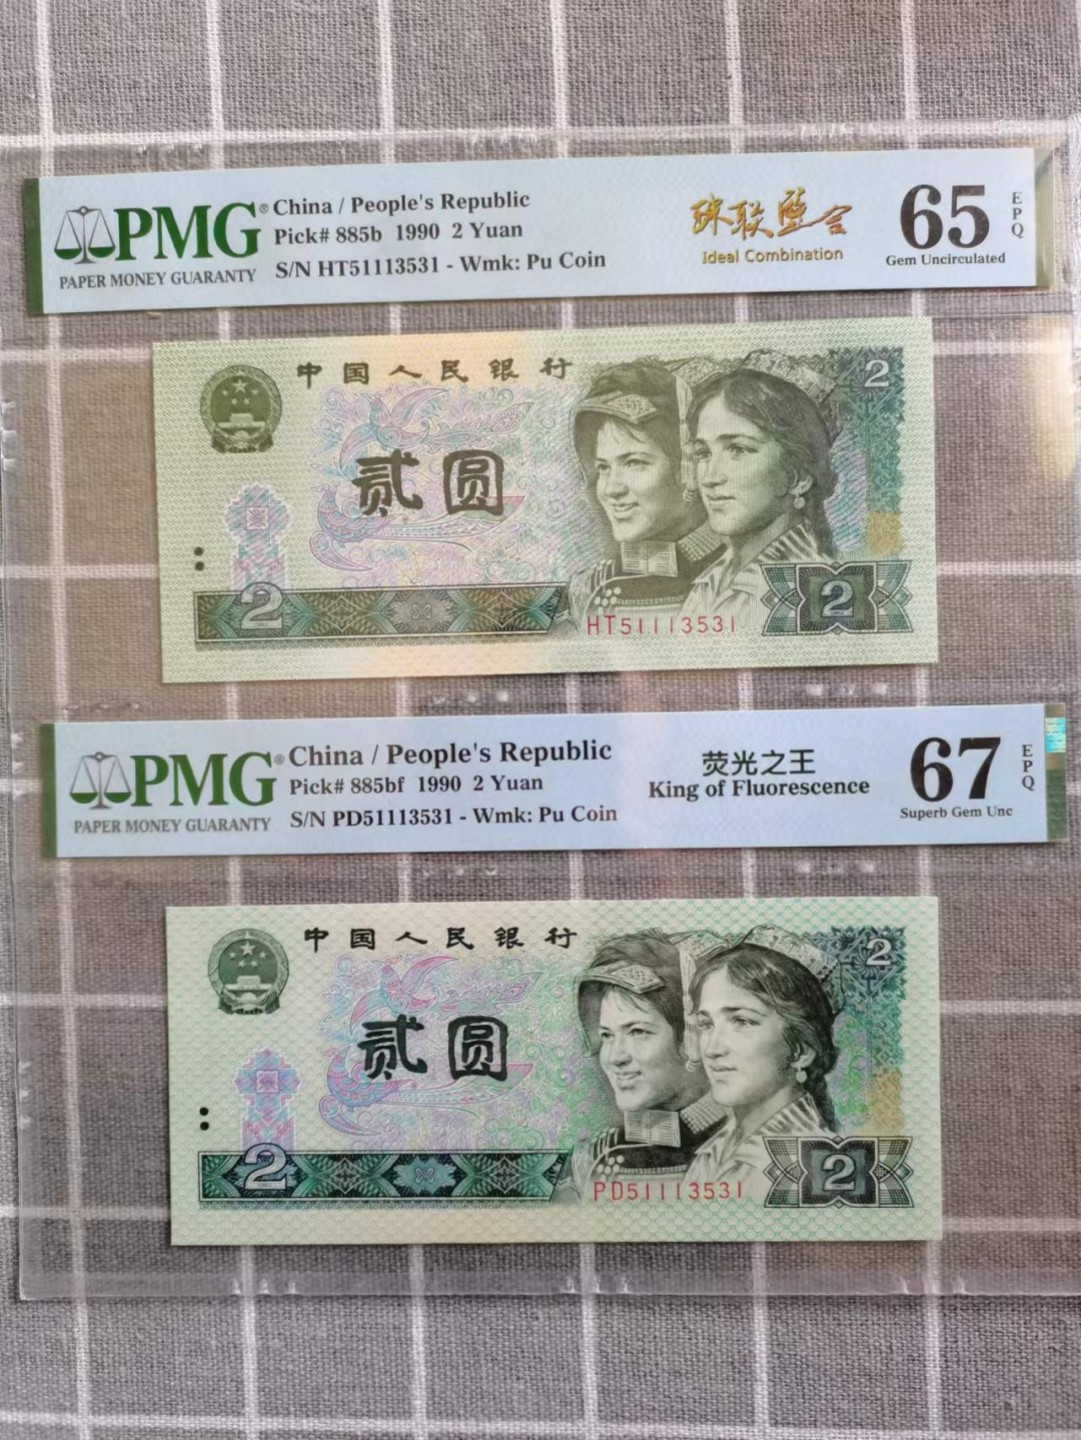 PMG®
PAPER MONEY GUARANTY
China / People's Republic
Pick# 885b 1990 2 Yuan
S/N HT51113531 - Wmk: Pu Coin
珠联璧合
Ideal Combination
65 EPQ
Gem Uncirculated
中国人民银行
2
贰圆
2
2
HT51113531
PMG®
PAPER MONEY GUARANTY
China / People's Republic
Pick# 885bf 1990 2 Yuan
S/N PD51113531 - Wmk: Pu Coin
荧光之王
King of Fluorescence
67 EPQ
Superb Gem Unc
中国人民银行
2
贰圆
2
2
PD51113531